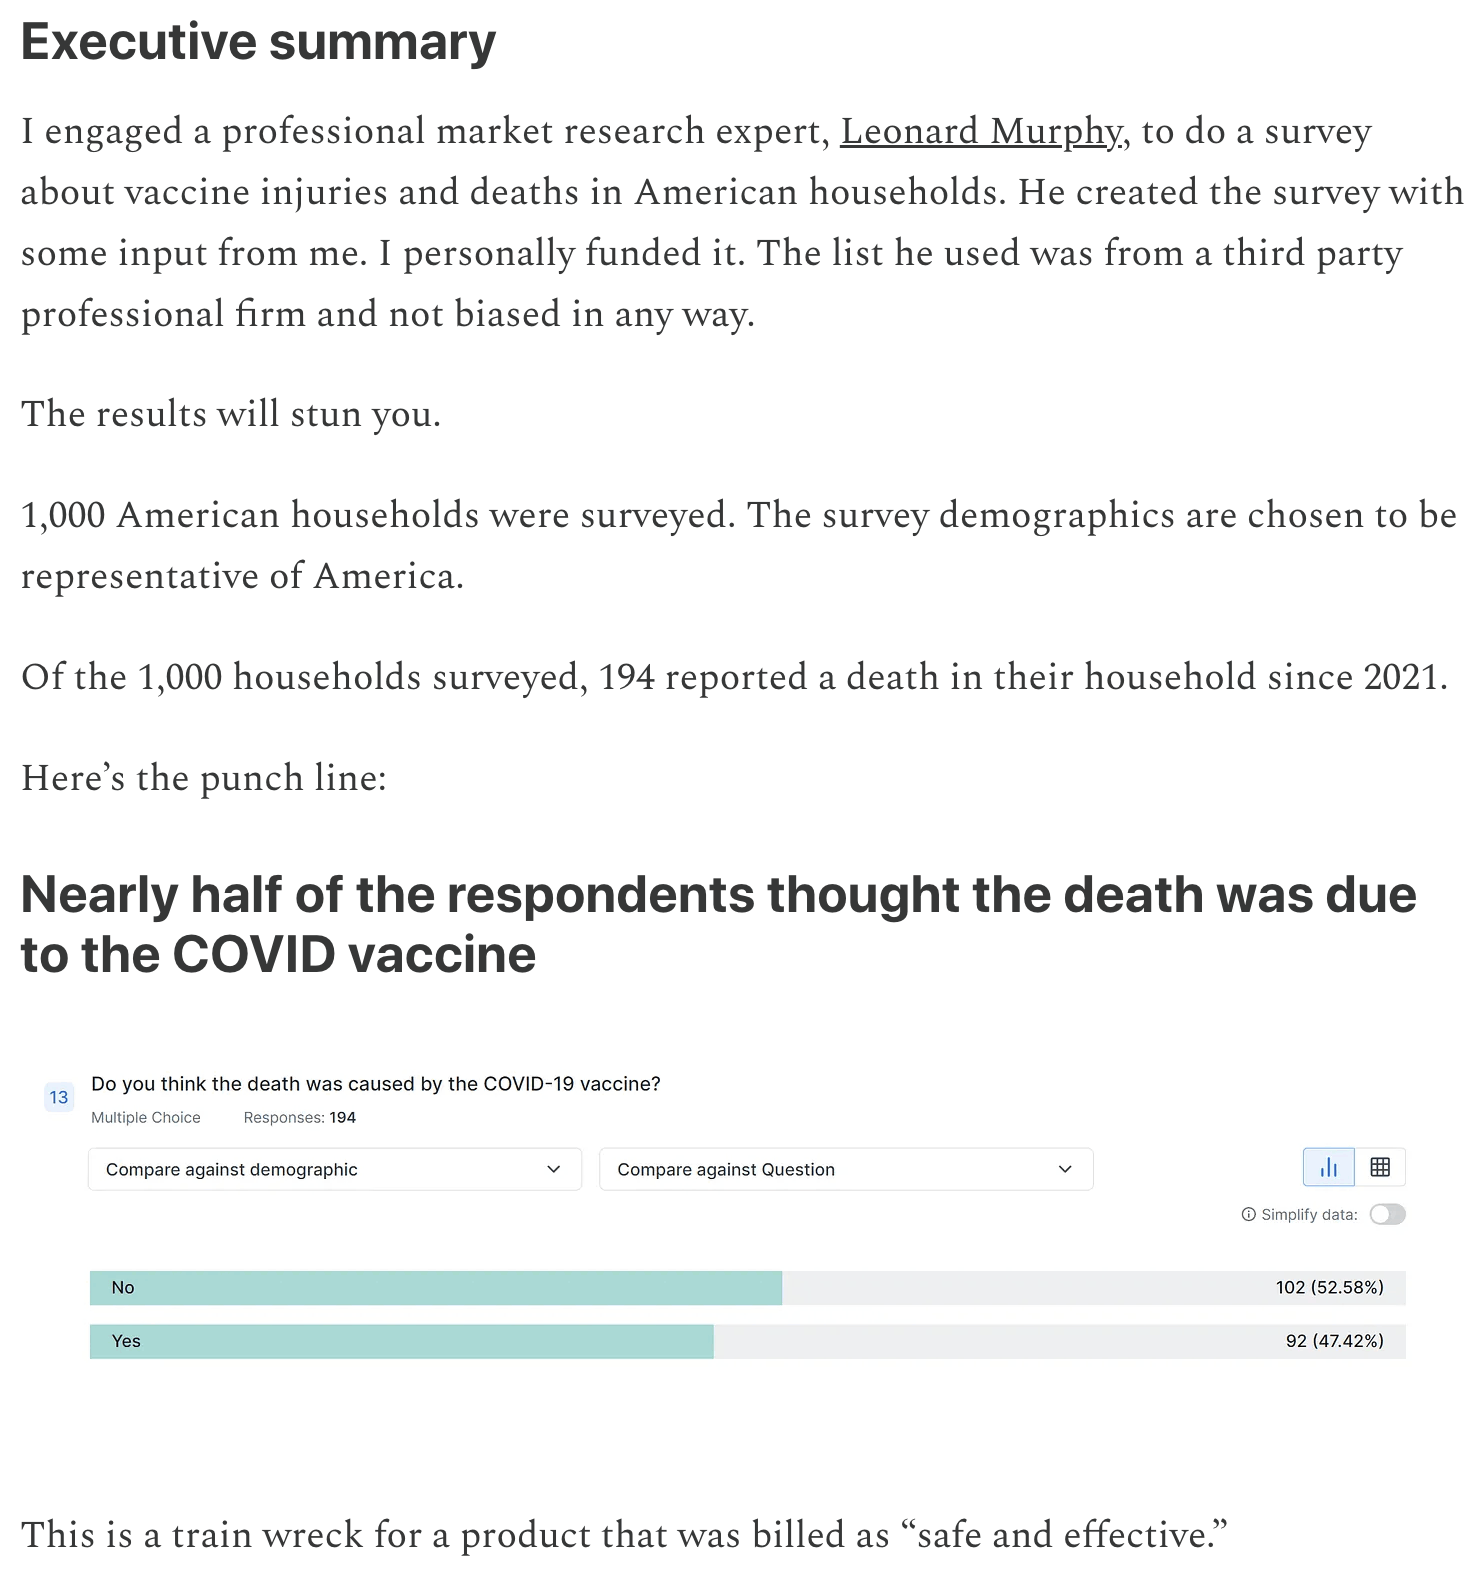 Executive summary
I engaged a professional market research expert, Leonard Murphy, to do a survey
about vaccine injuries and deaths in American households. He created the survey with
some input from me. I personally funded it. The list he used was from a third party
professional firm and not biased in any way.
The results will stun you.
1,000 American households were surveyed. The survey demographics are chosen to be
representative of America.
Of the 1,000 households surveyed, 194 reported a death in their household since 2021.
Here’s the punch line:
Nearly half of the respondents thought the death was due
to the COVID vaccine
13 Do you think the death was caused by the COVID-19 vaccine?
Multiple Choice Responses: 194
Compare against demographic Compare against Question
Simplify data:
No 102 (52.58%)
Yes 92 (47.42%)
This is a train wreck for a product that was billed as “safe and effective.”